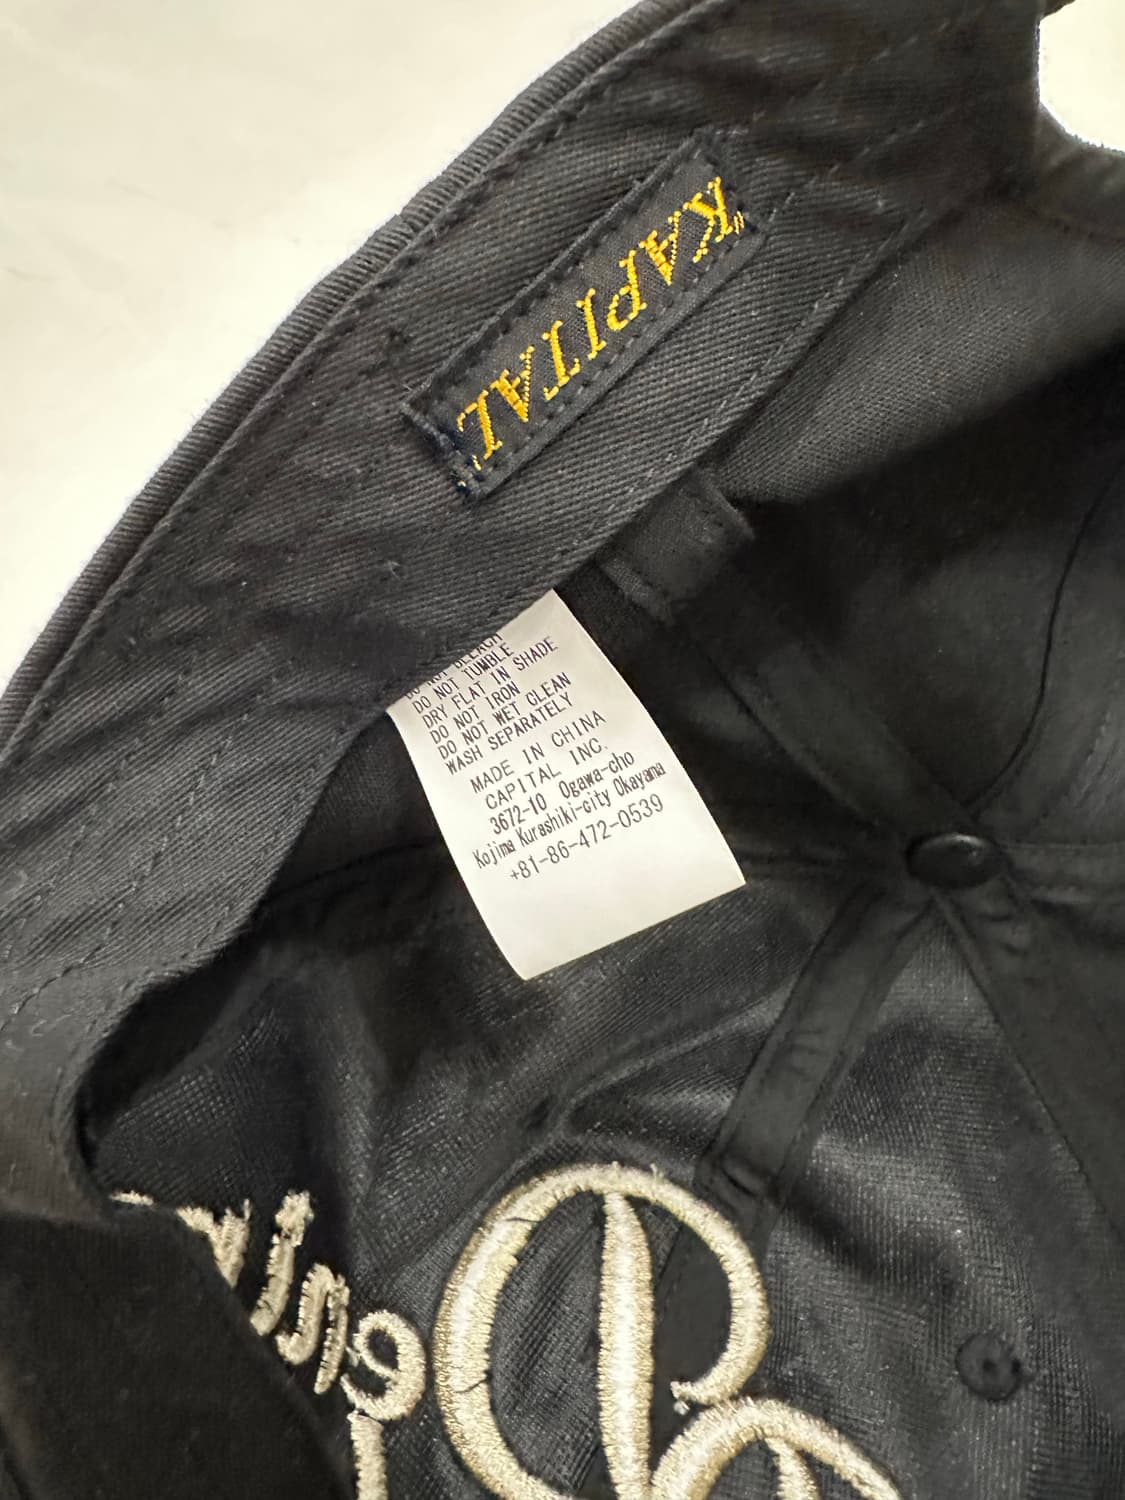 "KAPITAL"
BLEACH
DO NOT TUMBLE
DRY FLAT IN SHADE
DO NOT IRON
DO NOT WET CLEAN
WASH SEPARATELY
MADE IN CHINA
CAPITAL INC.
3672-10 Ogawa-cho
Kojima Kurashiki-city Okayama
+81-86-472-0539